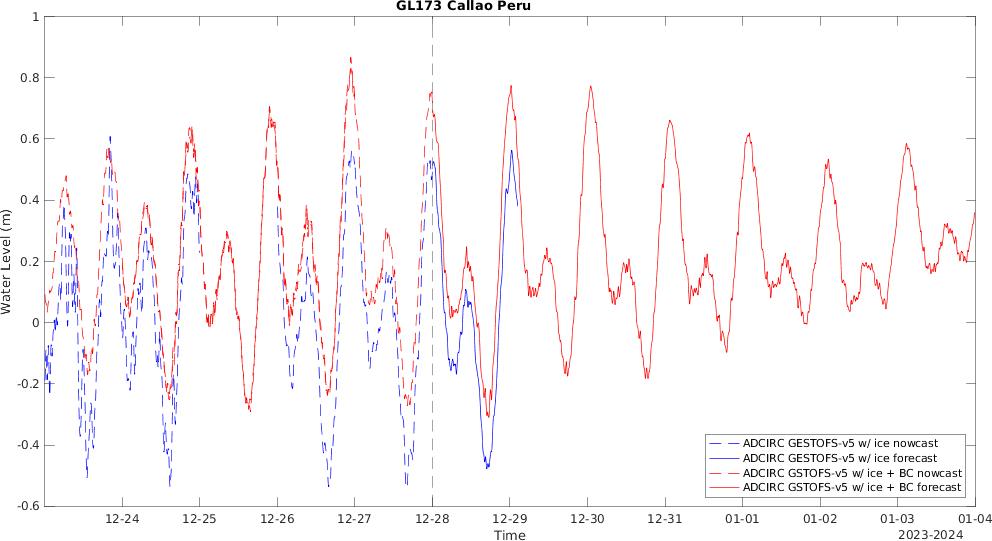 GL173 Callao Peru
Water Level (m)
1
0.8
0.6
0.4
0.2
0
-0.2
-0.4
-0.6
ADCIRC GESTOFS-v5 w/ ice nowcast
ADCIRC GESTOFS-v5 w/ ice forecast
ADCIRC GSTOFS-v5 w/ ice + BC nowcast
ADCIRC GSTOFS-v5 w/ ice + BC forecast
12-24 12-25 12-26 12-27 12-28 12-29 12-30 12-31 01-01 01-02 01-03 01-04
Time
2023-2024